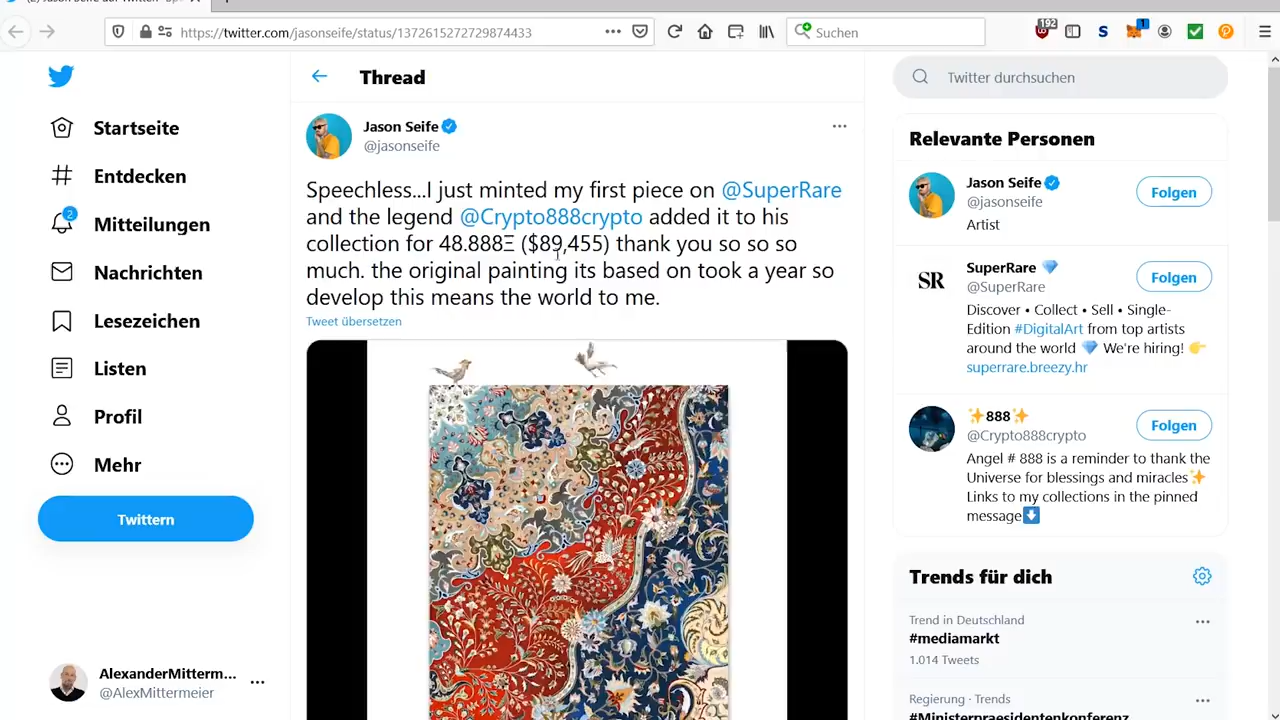 https://twitter.com/jasonseife/status/1372615272729874433
Suchen
192
S
1
Startseite
Entdecken
2
Mitteilungen
Nachrichten
Lesezeichen
Listen
Profil
Mehr
Twittern
AlexanderMitterm...
@AlexMittermeier
Thread
Jason Seife
@jasonseife
Speechless...I just minted my first piece on @SuperRare
and the legend @Crypto888crypto added it to his
collection for 48.888Ξ ($89,455) thank you so so so
much. the original painting its based on took a year so
develop this means the world to me.
Tweet übersetzen
Twitter durchsuchen
Relevante Personen
Jason Seife
@jasonseife
Folgen
Artist
SR
SuperRare 💎
@SuperRare
Folgen
Discover • Collect • Sell • Single-
Edition #DigitalArt from top artists
around the world 💎 We're hiring! 👉
superrare.breezy.hr
✨888✨
@Crypto888crypto
Folgen
Angel # 888 is a reminder to thank the
Universe for blessings and miracles✨
Links to my collections in the pinned
message⬇️
Trends für dich
Trend in Deutschland
#mediamarkt
1.014 Tweets
Regierung · Trends
#Ministerpraesidentenkonferenz